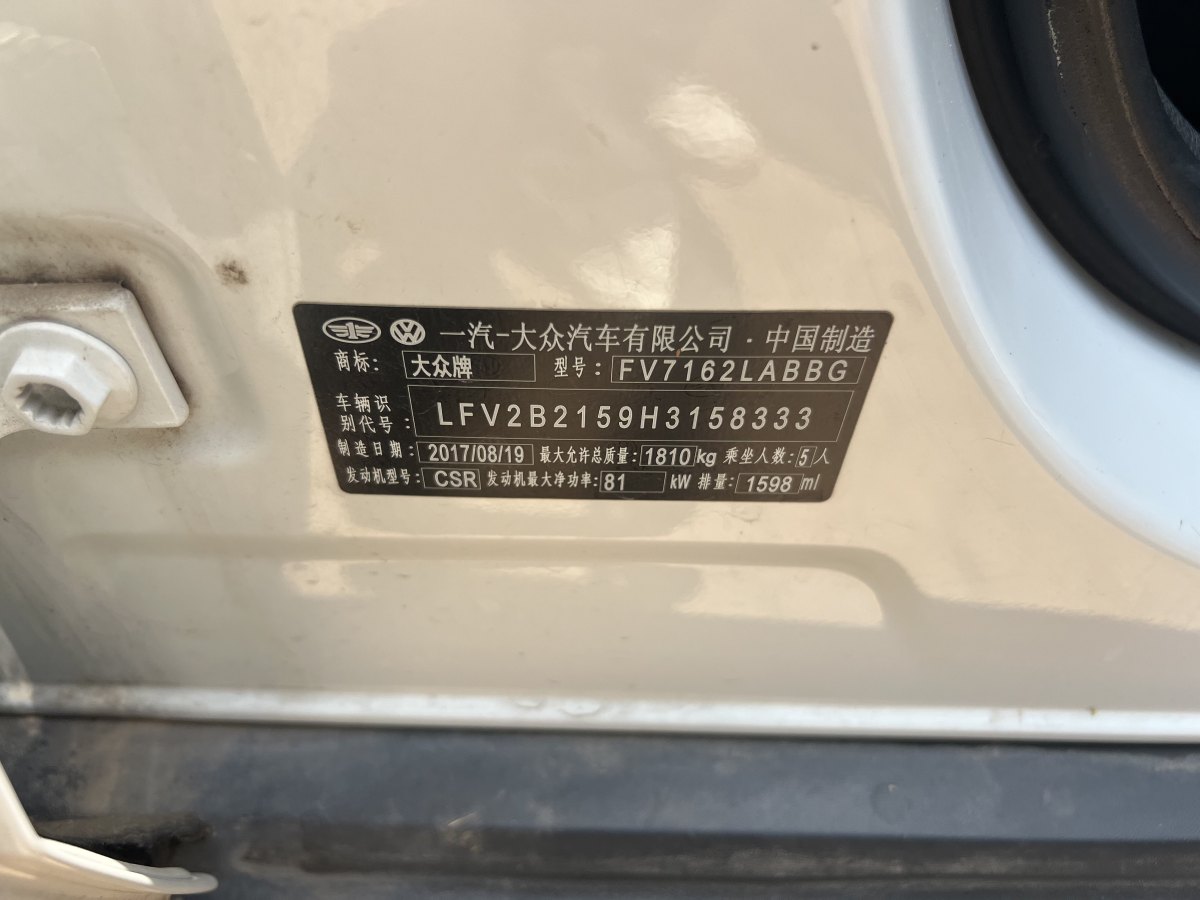 一汽-大众汽车有限公司·中国制造
商标: 大众牌 型号: FV7162LABBG
车辆识别代号: LFV2B2159H3158333
制造日期: 2017/08/19 最大允许总质量: 1810 kg 乘坐人数: 5 人
发动机型号: CSR 发动机最大净功率: 81 kW 排量: 1598 ml